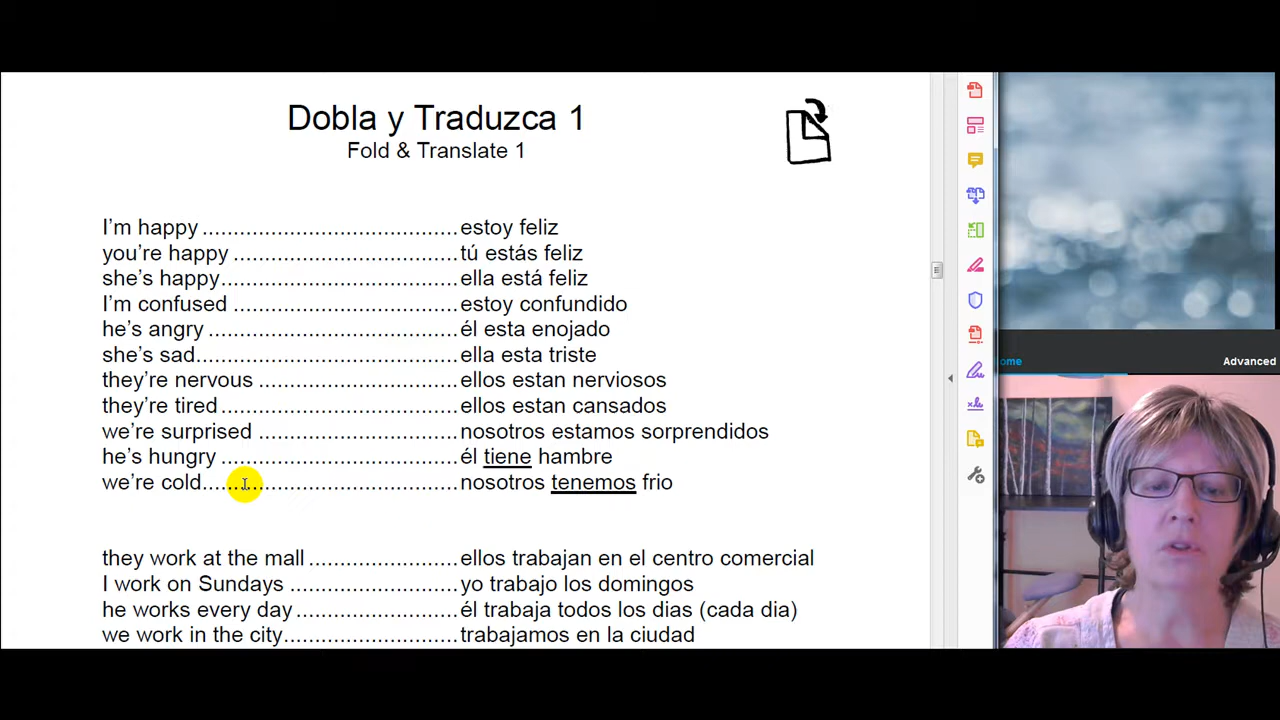 Dobla y Traduzca 1
Fold & Translate 1
I'm happy ................................. estoy feliz
you're happy ............................. tú estás feliz
she's happy............................... ella está feliz
I'm confused ............................. estoy confundido
he's angry ................................ él esta enojado
she's sad.................................. ella esta triste
they're nervous .......................... ellos estan nerviosos
they're tired ............................... ellos estan cansados
we're surprised .......................... nosotros estamos sorprendidos
he's hungry ............................... él tiene hambre
we're cold................................. nosotros tenemos frio
they work at the mall ................... ellos trabajan en el centro comercial
I work on Sundays ...................... yo trabajo los domingos
he works every day ..................... él trabaja todos los dias (cada dia)
we work in the city....................... trabajamos en la ciudad
ome
Advanced